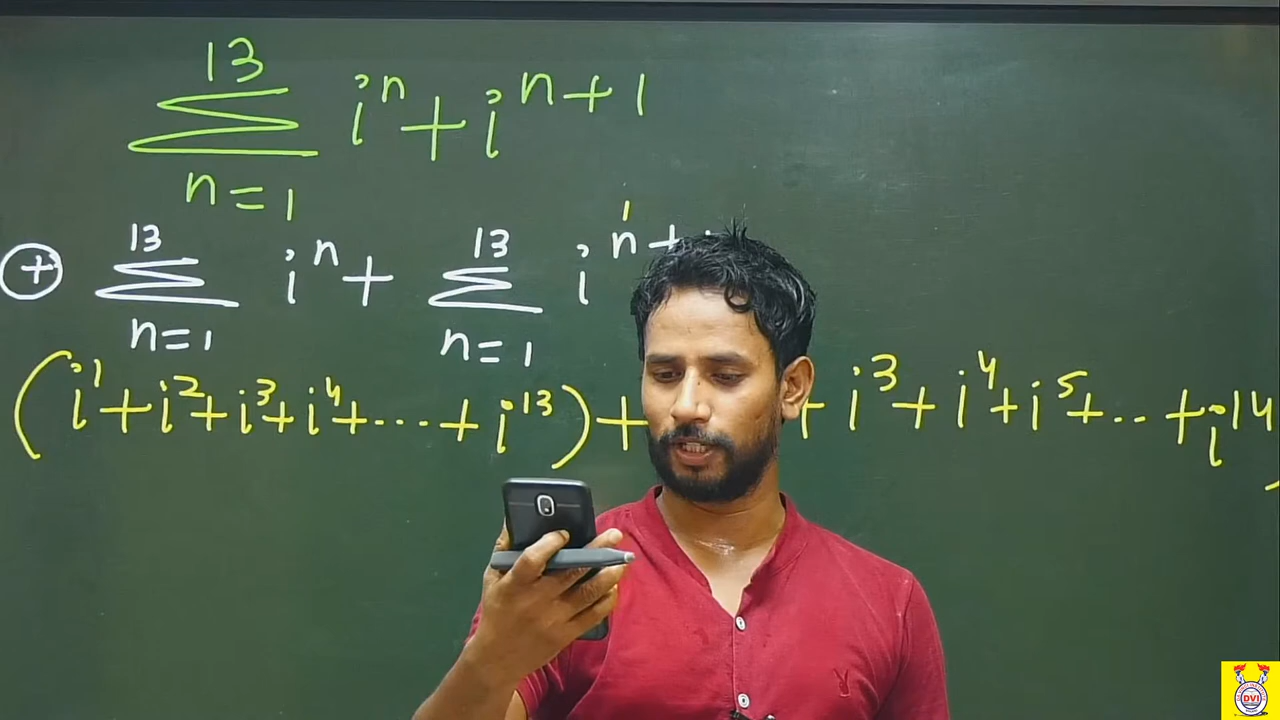 13
Σ iⁿ + iⁿ⁺¹
n=1
⊕ 13 Σ n=1 iⁿ + 13 Σ n=1 iⁿ⁺
(i¹+i²+i³+i⁴+...+i¹³)+ + i³+i⁴+i⁵+..+i¹⁴)
DVI